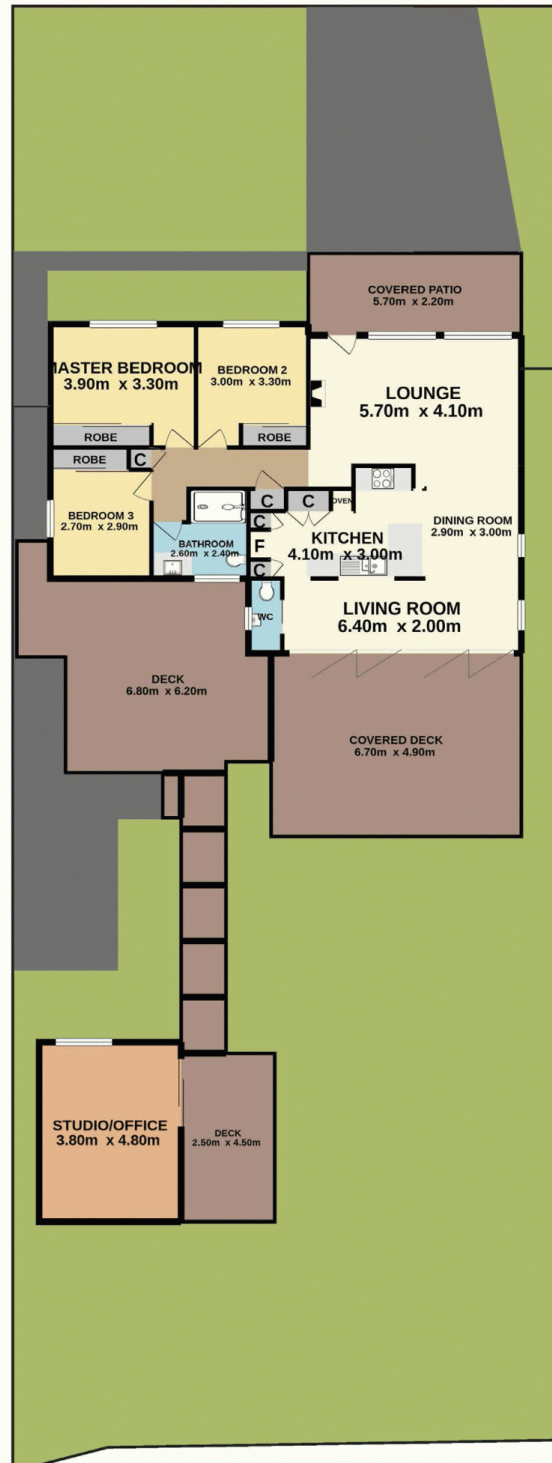 COVERED PATIO
5.70m x 2.20m
MASTER BEDROOM
3.90m x 3.30m
BEDROOM 2
3.00m x 3.30m
LOUNGE
5.70m x 4.10m
ROBE
ROBE
ROBE
C
BEDROOM 3
2.70m x 2.90m
C
C
OVEN
C
DINING ROOM
2.90m x 3.00m
KITCHEN
4.10m x 3.00m
F
BATHROOM
2.60m x 2.40m
C
LIVING ROOM
6.40m x 2.00m
WC
DECK
6.80m x 6.20m
COVERED DECK
6.70m x 4.90m
STUDIO/OFFICE
3.80m x 4.80m
DECK
2.50m x 4.50m